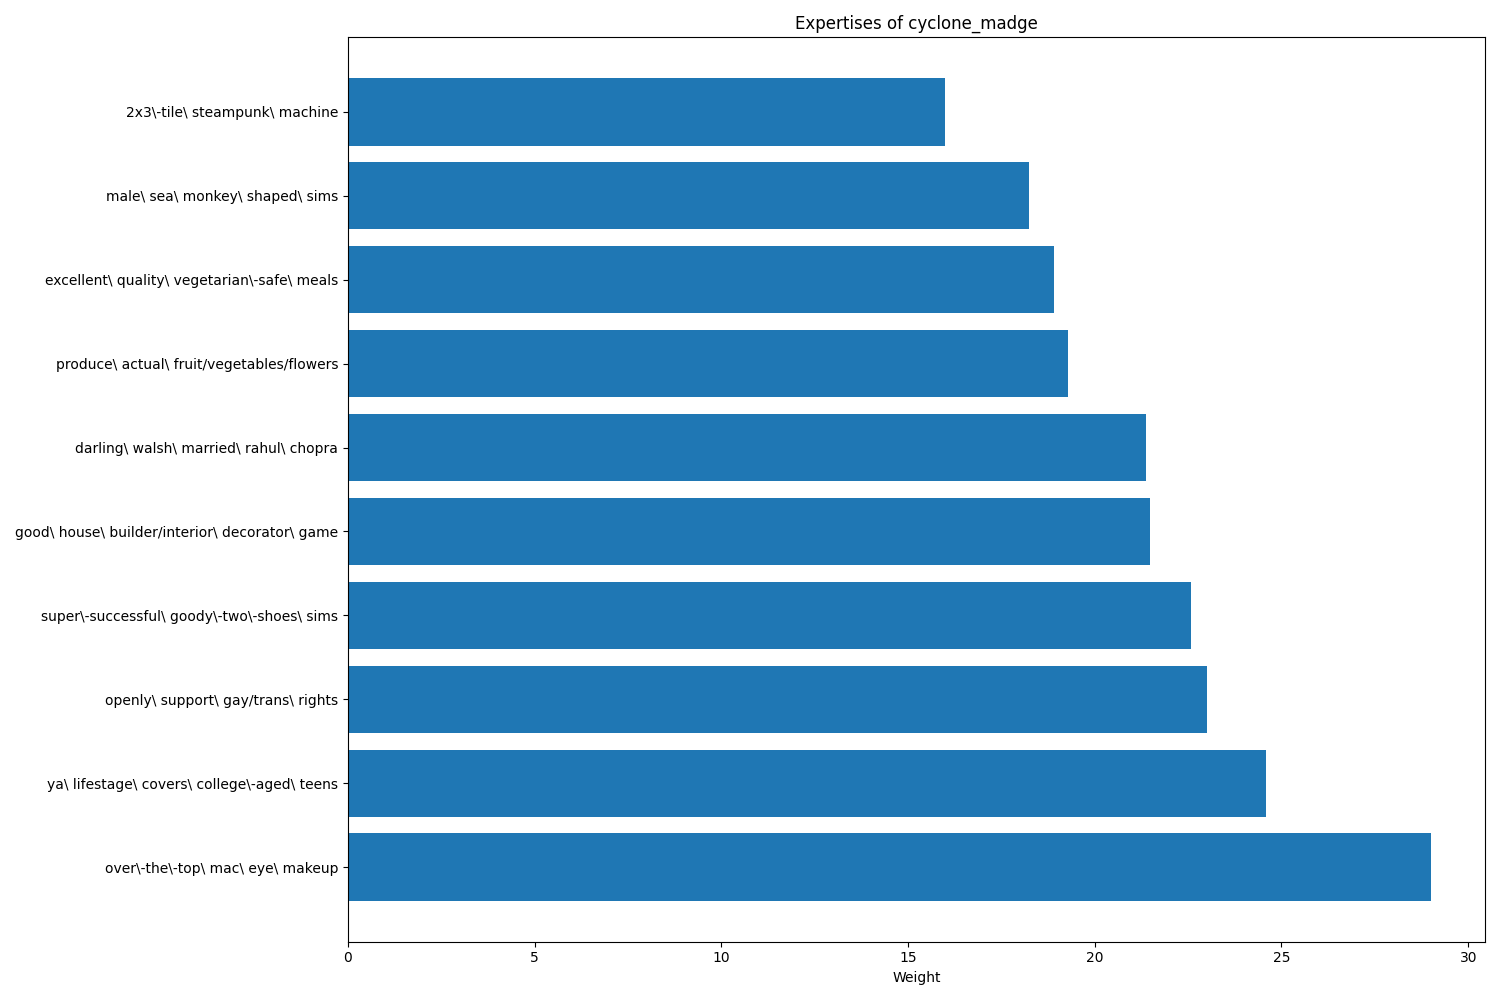 Expertises of cyclone_madge
2x3\-tile\ steampunk\ machine
male\ sea\ monkey\ shaped\ sims
excellent\ quality\ vegetarian\-safe\ meals
produce\ actual\ fruit/vegetables/flowers
darling\ walsh\ married\ rahul\ chopra
good\ house\ builder/interior\ decorator\ game
super\-successful\ goody\-two\-shoes\ sims
openly\ support\ gay/trans\ rights
ya\ lifestage\ covers\ college\-aged\ teens
over\-the\-top\ mac\ eye\ makeup
0 5 10 15 20 25 30
Weight